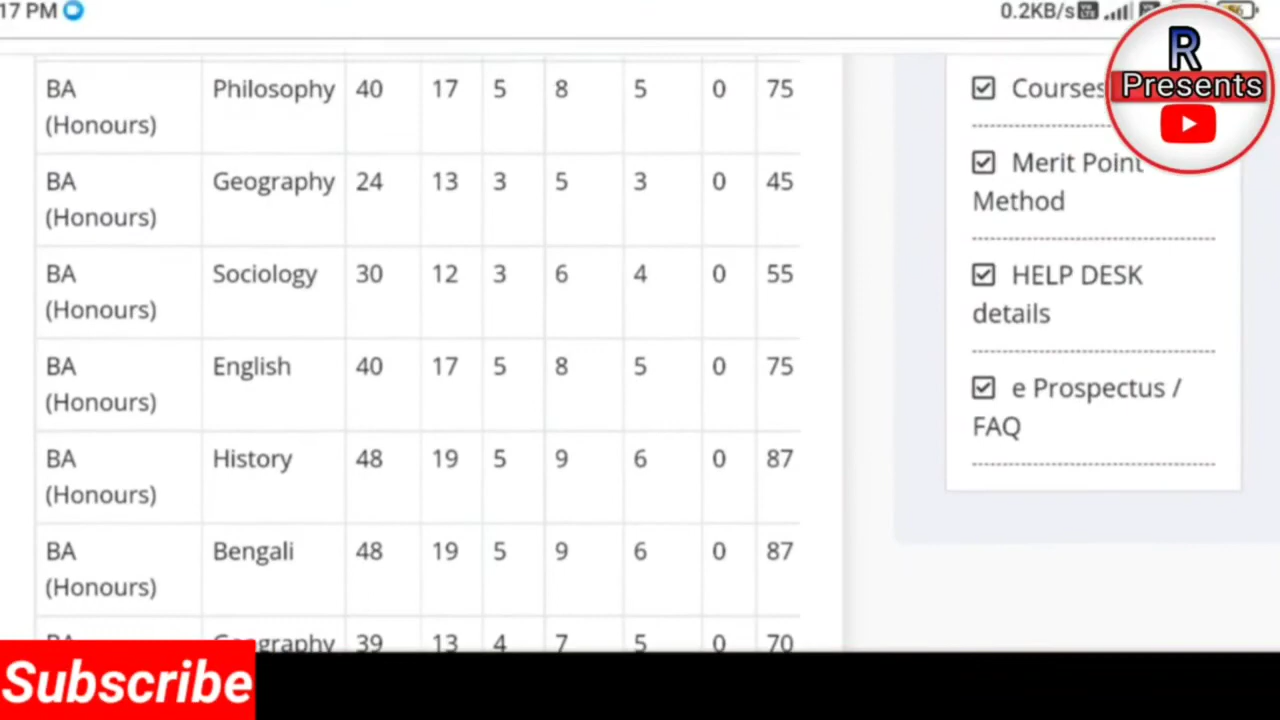 17 PM
0.2KB/s
R
Presents
BA (Honours) Philosophy 40 17 5 8 5 0 75
BA (Honours) Geography 24 13 3 5 3 0 45
BA (Honours) Sociology 30 12 3 6 4 0 55
BA (Honours) English 40 17 5 8 5 0 75
BA (Honours) History 48 19 5 9 6 0 87
BA (Honours) Bengali 48 19 5 9 6 0 87
BA Geography 39 13 4 7 5 0 70
Courses
Merit Point
Method
HELP DESK
details
e Prospectus /
FAQ
Subscribe